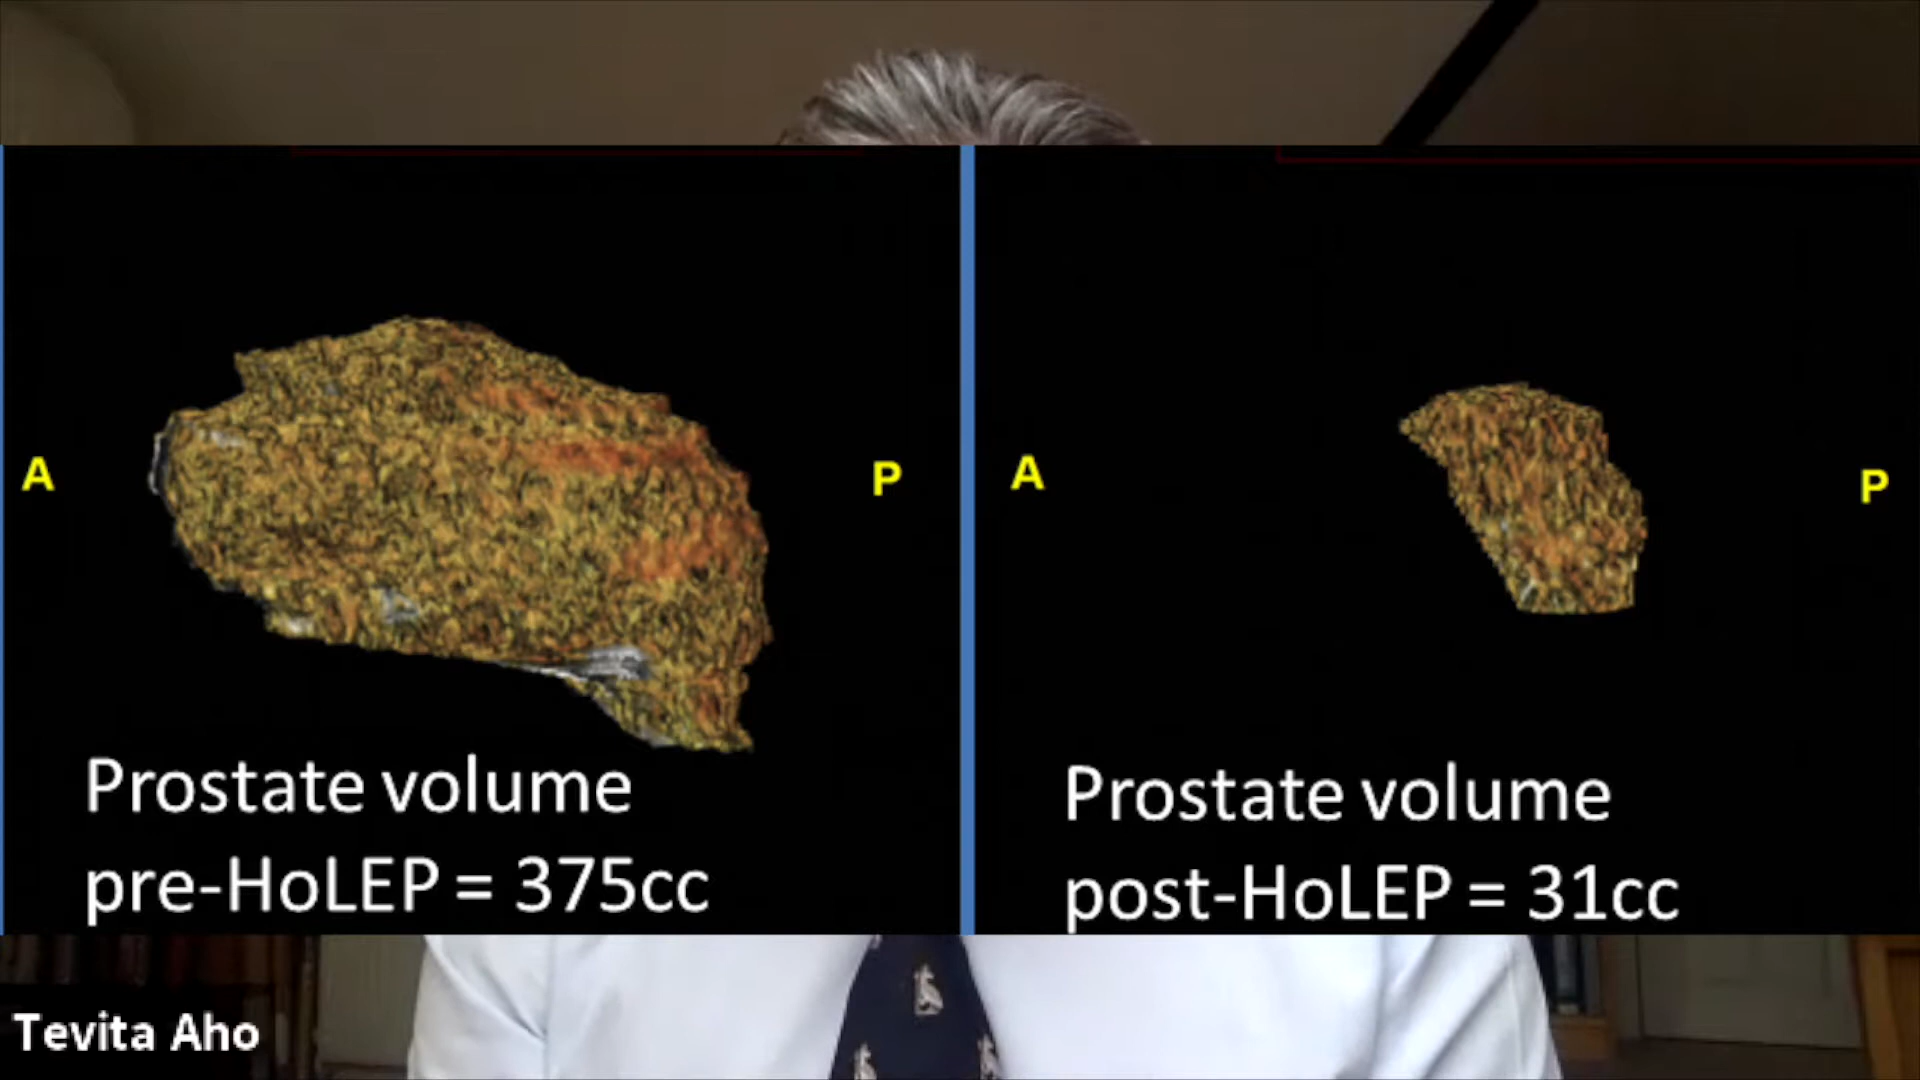 A
P
Prostate volume
pre-HoLEP = 375cc
A
P
Prostate volume
post-HoLEP = 31cc
Tevita Aho